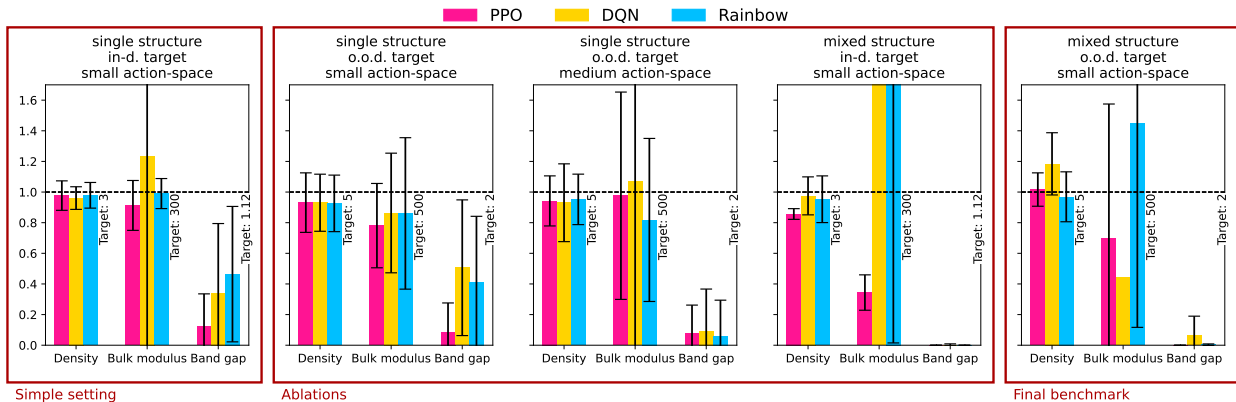 PPO DQN Rainbow
single structure
in-d. target
small action-space
single structure
o.o.d. target
small action-space
single structure
o.o.d. target
medium action-space
mixed structure
in-d. target
small action-space
mixed structure
o.o.d. target
small action-space
1.6
1.4
1.2
1.0
0.8
0.6
0.4
0.2
0.0
Target: 3
Target: 300
Target: 1.12
Density Bulk modulus Band gap
Target: 5
Target: 500
Target: 2
Density Bulk modulus Band gap
Target: 5
Target: 500
Target: 2
Density Bulk modulus Band gap
Target: 3
Target: 300
Target: 1.12
Density Bulk modulus Band gap
Target: 5
Target: 500
Target: 2
Density Bulk modulus Band gap
Simple setting
Ablations
Final benchmark